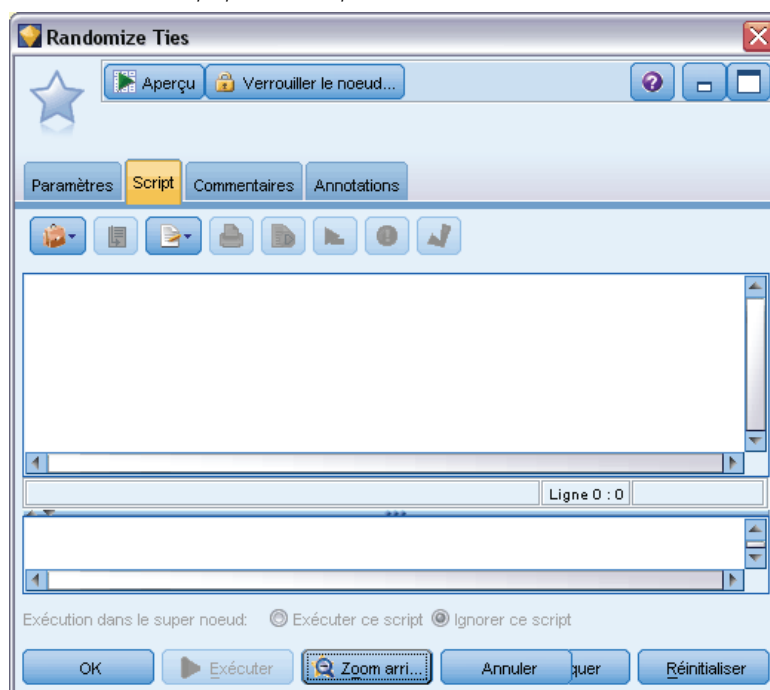 Randomize Ties
Aperçu Verrouiller le noeud...
Paramètres Script Commentaires Annotations
Ligne 0 : 0
Exécution dans le super noeud: Exécuter ce script Ignorer ce script
OK Exécuter Zoom arri... Annuler quer Réinitialiser